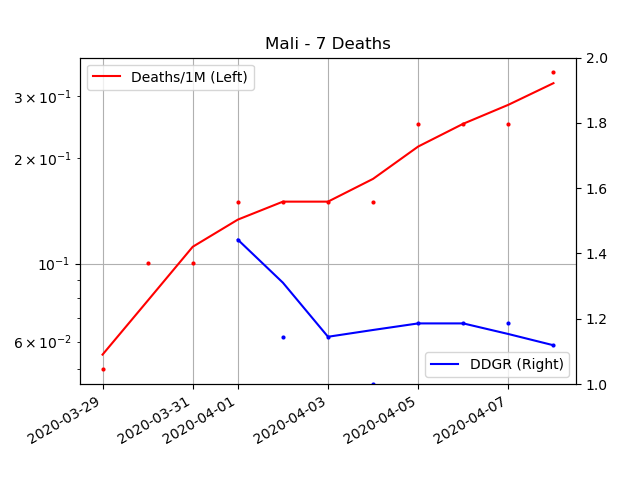 Mali - 7 Deaths
Deaths/1M (Left)
DDGR (Right)
3 × 10⁻¹
2 × 10⁻¹
10⁻¹
6 × 10⁻²
2.0
1.8
1.6
1.4
1.2
1.0
2020-03-29
2020-03-31
2020-04-01
2020-04-03
2020-04-05
2020-04-07